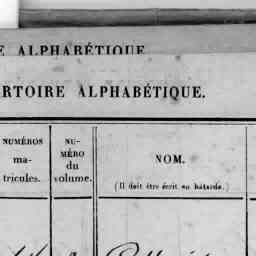 E ALPHABÉTIQUE
RTOIRE ALPHABÉTIQUE.
NUMÉROS
ma-
tricules.
NU-
MÉRO
du
volume.
NOM.
(Il doit être écrit en bâtarde.)